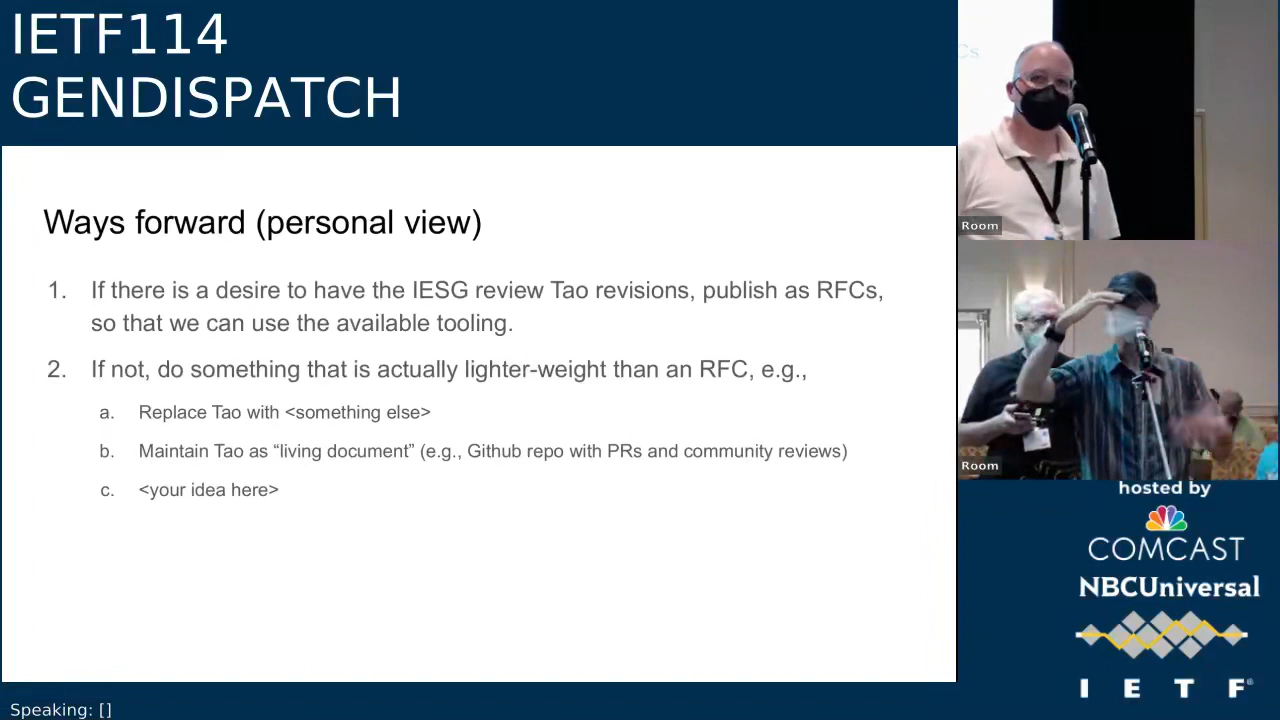 IETF114
GENDISPATCH
Ways forward (personal view)
1. If there is a desire to have the IESG review Tao revisions, publish as RFCs,
so that we can use the available tooling.
2. If not, do something that is actually lighter-weight than an RFC, e.g.,
a. Replace Tao with <something else>
b. Maintain Tao as “living document” (e.g., Github repo with PRs and community reviews)
c. <your idea here>
Cs
Room
Room
hosted by
COMCAST
NBCUniversal
I E T F®
Speaking: []